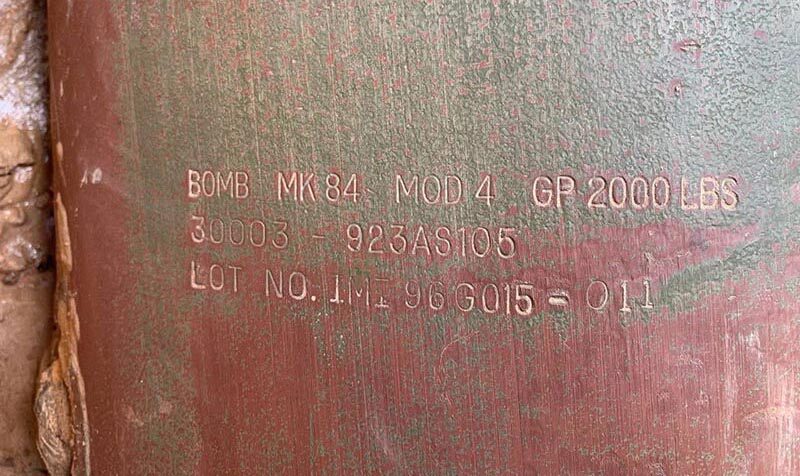 BOMB MK 84 MOD 4 GP 2000 LBS
30003 - 923AS105
LOT NO. IMI 96 G015 - 011